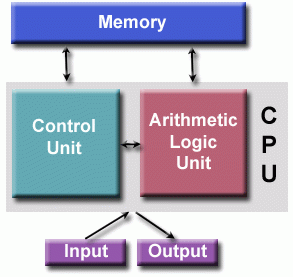 Memory
Control
Unit
Arithmetic
Logic
Unit
C
P
U
Input
Output